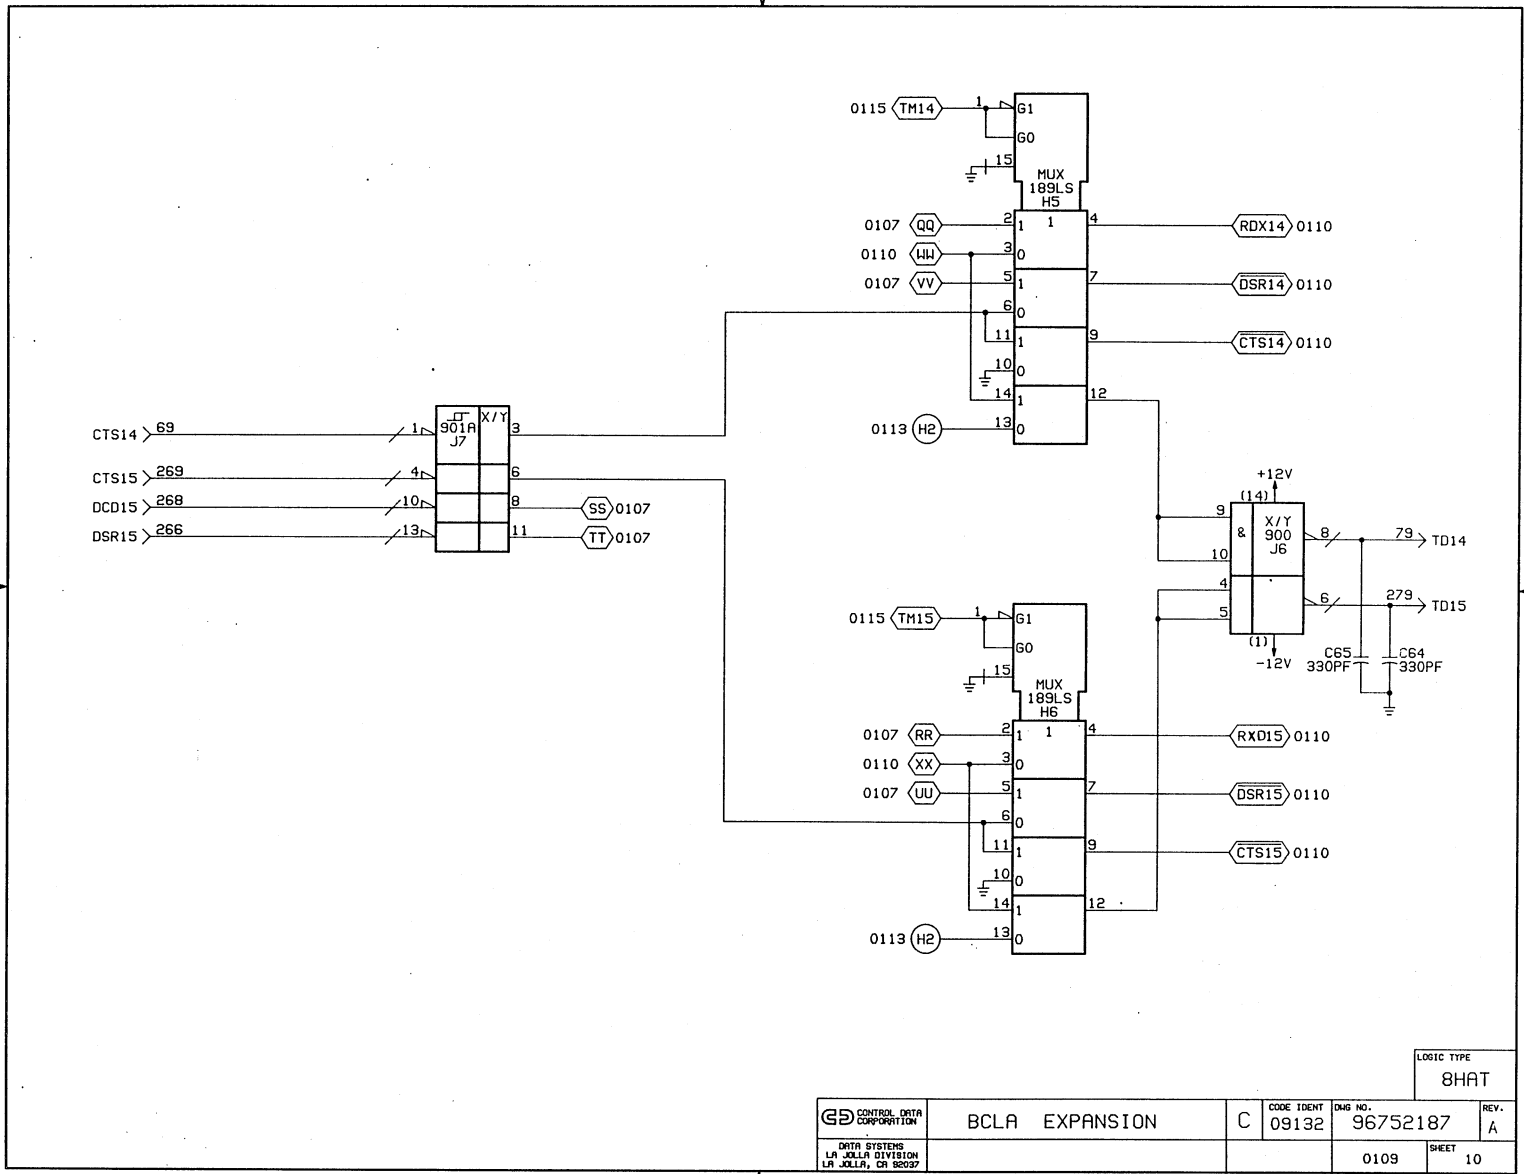 0115 TM14 1 G1
G0
15
MUX
189LS
H5
0107 QQ 2 1 1 4 RDX14 0110
0110 WW 3 0
0107 VV 5 1 7 DSR14 0110
6 0
11 1 9 CTS14 0110
10 0
14 1 12
0113 H2 13 0
CTS14 69 1 901A X/Y 3
J7
CTS15 269 4 6
DCD15 268 10 8 SS 0107
DSR15 266 13 11 TT 0107
+12V
(14)
9 & X/Y 8 79 TD14
900
J6
10
4
5 6 279 TD15
(1)
-12V
C65
330PF
C64
330PF
0115 TM15 1 G1
G0
15
MUX
189LS
H6
0107 RR 2 1 1 4 RXD15 0110
0110 XX 3 0
0107 UU 5 1 7 DSR15 0110
6 0
11 1 9 CTS15 0110
10 0
14 1 12
0113 H2 13 0
LOGIC TYPE
8HAT
CONTROL DATA
CORPORATION
BCLA EXPANSION
C
CODE IDENT
09132
DWG NO.
96752187
REV.
A
DATA SYSTEMS
LA JOLLA DIVISION
LA JOLLA, CA 92037
0109
SHEET 10